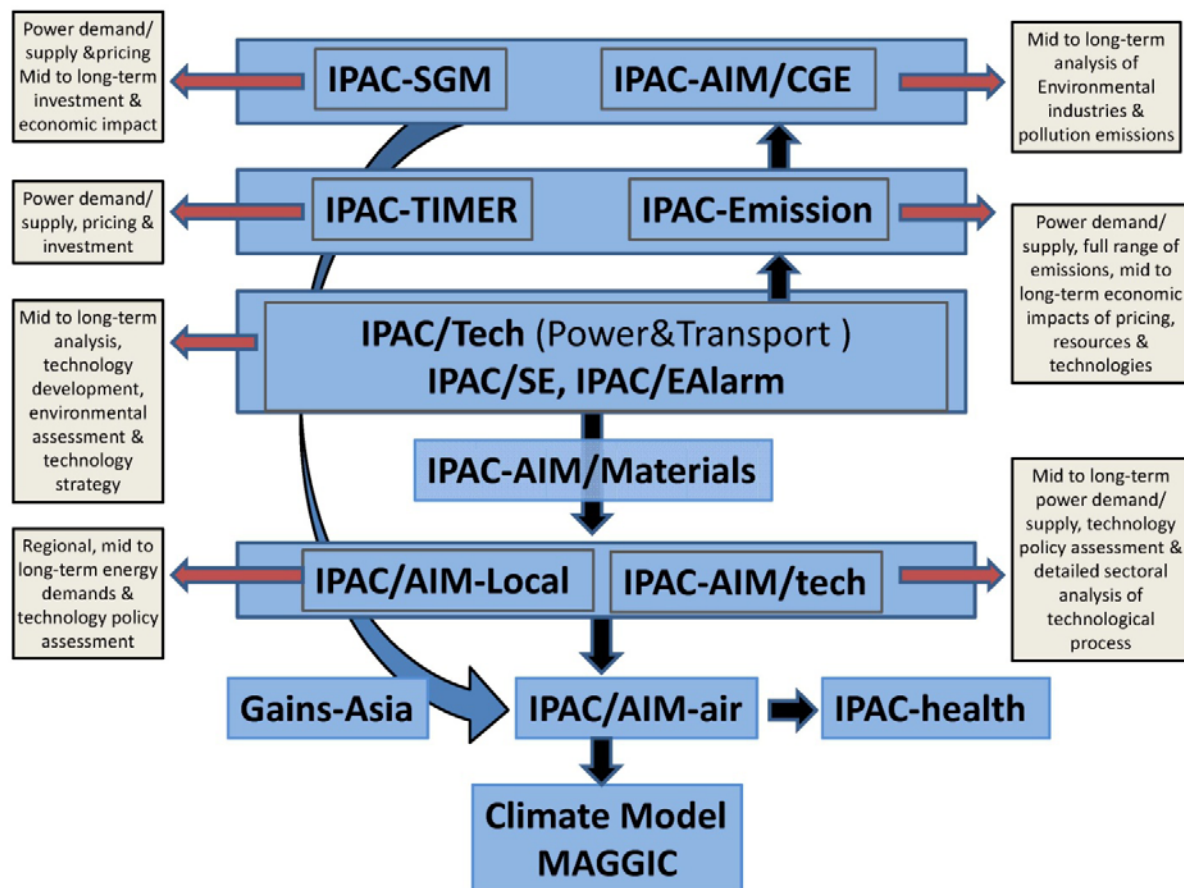 Power demand/
supply &pricing
Mid to long-term
investment &
economic impact
IPAC-SGM
IPAC-AIM/CGE
Mid to long-term
analysis of
Environmental
industries &
pollution emissions
Power demand/
supply, pricing &
investment
IPAC-TIMER
IPAC-Emission
Power demand/
supply, full range of
emissions, mid to
long-term economic
impacts of pricing,
resources &
technologies
Mid to long-term
analysis,
technology
development,
environmental
assessment &
technology
strategy
IPAC/Tech (Power&Transport )
IPAC/SE, IPAC/EAlarm
IPAC-AIM/Materials
Regional, mid to
long-term energy
demands &
technology policy
assessment
IPAC/AIM-Local
IPAC-AIM/tech
Mid to long-term
power demand/
supply, technology
policy assessment &
detailed sectoral
analysis of
technological
process
Gains-Asia
IPAC/AIM-air
IPAC-health
Climate Model
MAGGIC